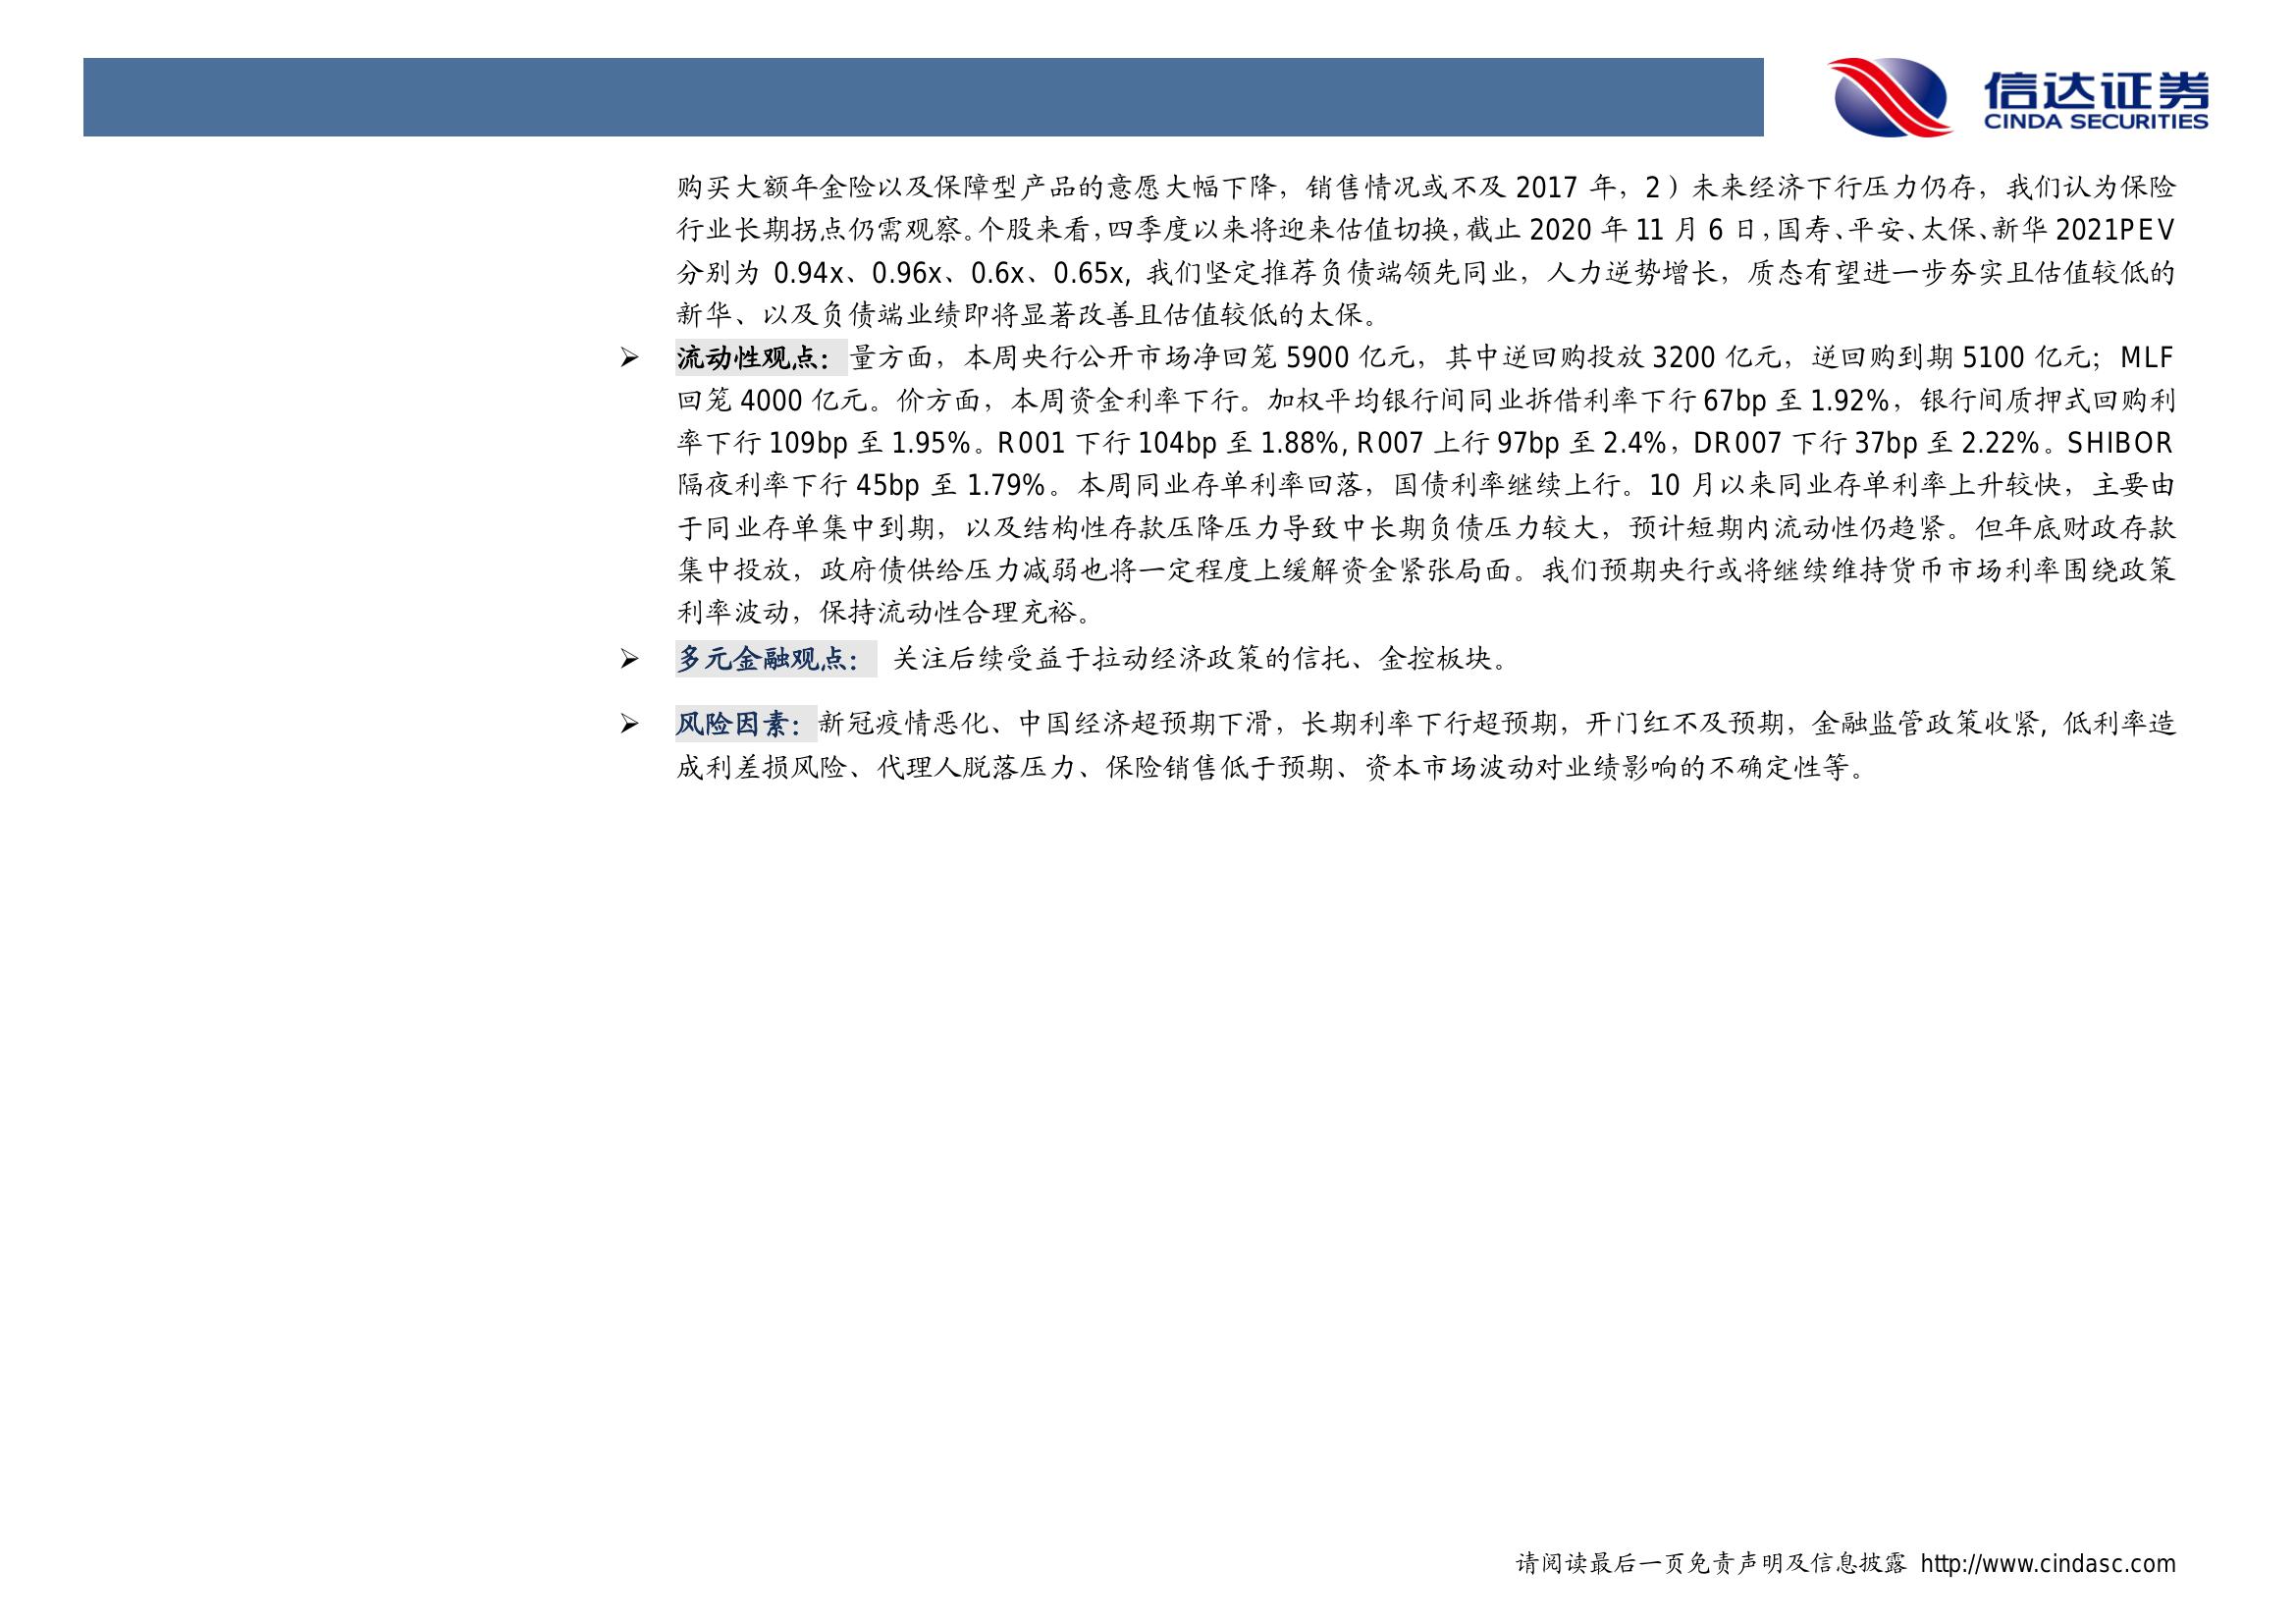 信达证券
CINDA SECURITIES
购买大额年金险以及保障型产品的意愿大幅下降，销售情况或不及 2017 年，2）未来经济下行压力仍存，我们认为保险
行业长期拐点仍需观察。个股来看，四季度以来将迎来估值切换，截止 2020 年 11 月 6 日，国寿、平安、太保、新华 2021PEV
分别为 0.94x、0.96x、0.6x、0.65x, 我们坚定推荐负债端领先同业，人力逆势增长，质态有望进一步夯实且估值较低的
新华、以及负债端业绩即将显著改善且估值较低的太保。
➢ 流动性观点：量方面，本周央行公开市场净回笼 5900 亿元，其中逆回购投放 3200 亿元，逆回购到期 5100 亿元；MLF
回笼 4000 亿元。价方面，本周资金利率下行。加权平均银行间同业拆借利率下行 67bp 至 1.92%，银行间质押式回购利
率下行 109bp 至 1.95%。R001 下行 104bp 至 1.88%, R007 上行 97bp 至 2.4%，DR007 下行 37bp 至 2.22%。SHIBOR
隔夜利率下行 45bp 至 1.79%。本周同业存单利率回落，国债利率继续上行。10 月以来同业存单利率上升较快，主要由
于同业存单集中到期，以及结构性存款压降压力导致中长期负债压力较大，预计短期内流动性仍趋紧。但年底财政存款
集中投放，政府债供给压力减弱也将一定程度上缓解资金紧张局面。我们预期央行或将继续维持货币市场利率围绕政策
利率波动，保持流动性合理充裕。
➢ 多元金融观点： 关注后续受益于拉动经济政策的信托、金控板块。
➢ 风险因素：新冠疫情恶化、中国经济超预期下滑，长期利率下行超预期，开门红不及预期，金融监管政策收紧, 低利率造
成利差损风险、代理人脱落压力、保险销售低于预期、资本市场波动对业绩影响的不确定性等。
请阅读最后一页免责声明及信息披露 http://www.cindasc.com